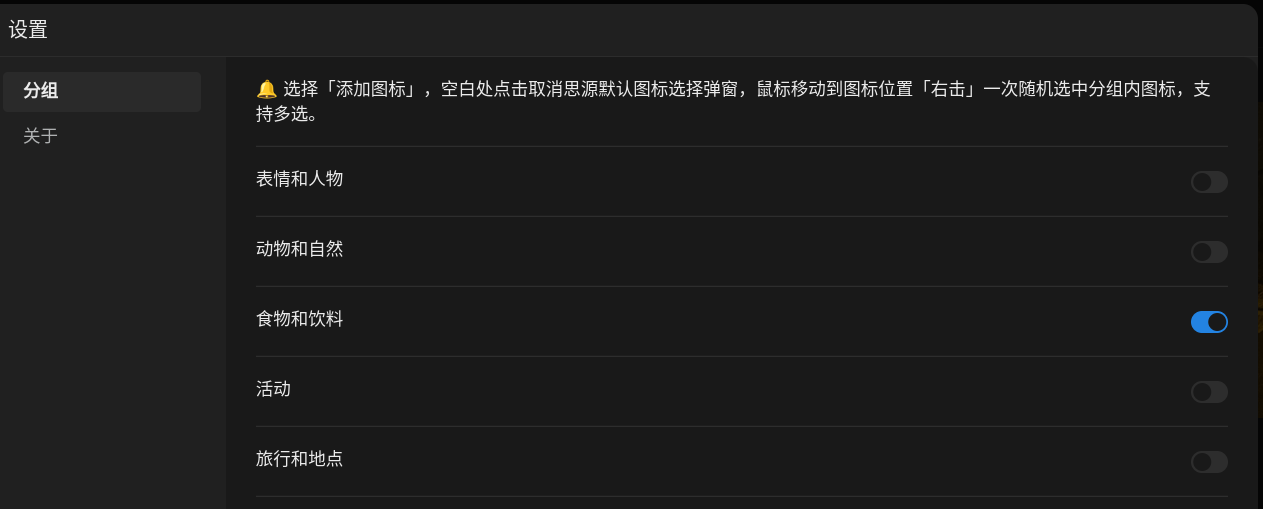 设置
分组
关于
🔔 选择「添加图标」，空白处点击取消思源默认图标选择弹窗，鼠标移动到图标位置「右击」一次随机选中分组内图标，支
持多选。
表情和人物
动物和自然
食物和饮料
活动
旅行和地点